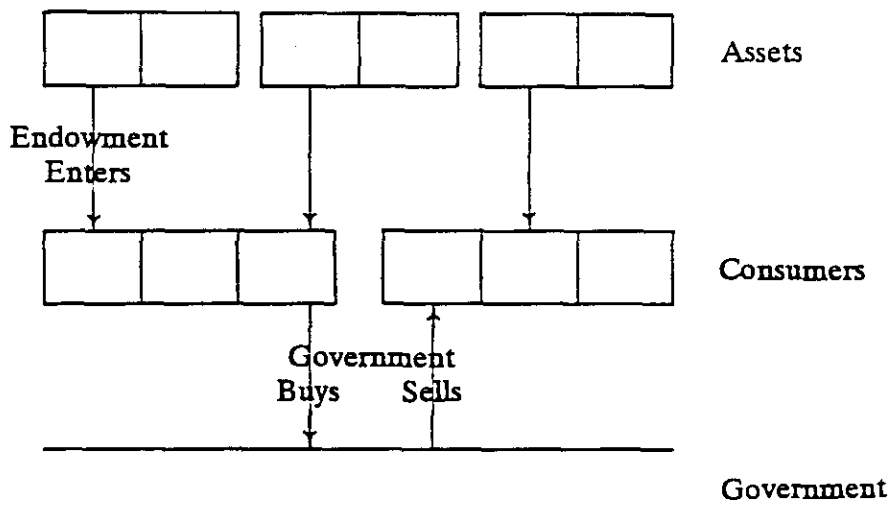 Assets
Endowment
Enters
Consumers
Government
Buys Sells
Government